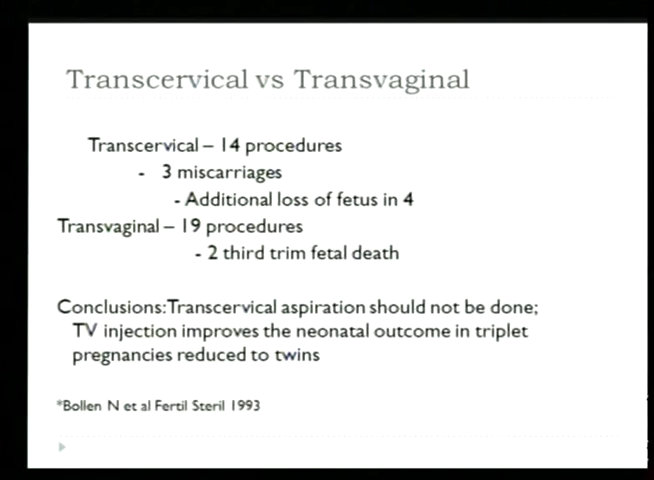 Transcervical vs Transvaginal
Transcervical – 14 procedures
- 3 miscarriages
- Additional loss of fetus in 4
Transvaginal – 19 procedures
- 2 third trim fetal death
Conclusions:Transcervical aspiration should not be done;
TV injection improves the neonatal outcome in triplet
pregnancies reduced to twins
*Bollen N et al Fertil Steril 1993